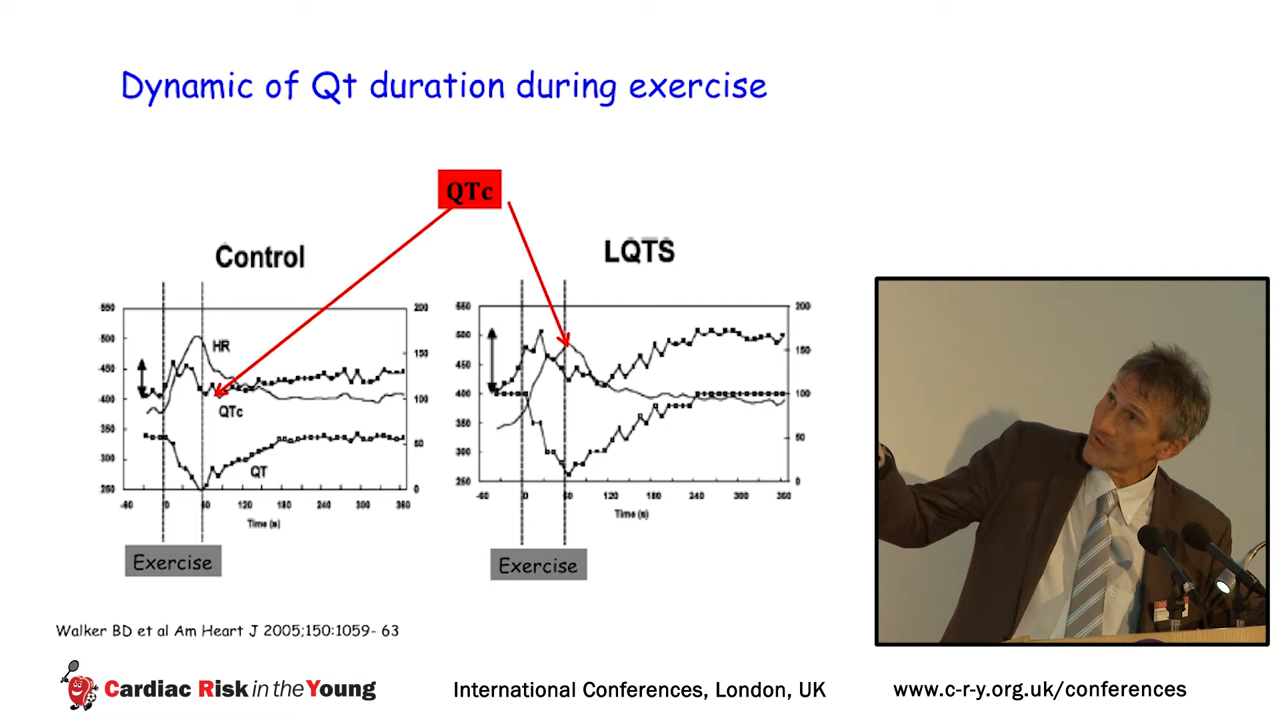 Dynamic of Qt duration during exercise
QTc
Control
LQTS
550
500
450
400
350
300
250
200
150
100
50
0
HR
QTc
QT
-60
0
60
120
180
240
300
360
Time (s)
Exercise
550
500
450
400
350
300
250
200
150
100
50
0
-60
0
60
120
180
240
300
360
Time (s)
Exercise
Walker BD et al Am Heart J 2005;150:1059- 63
Cardiac Risk in the Young
International Conferences, London, UK
www.c-r-y.org.uk/conferences